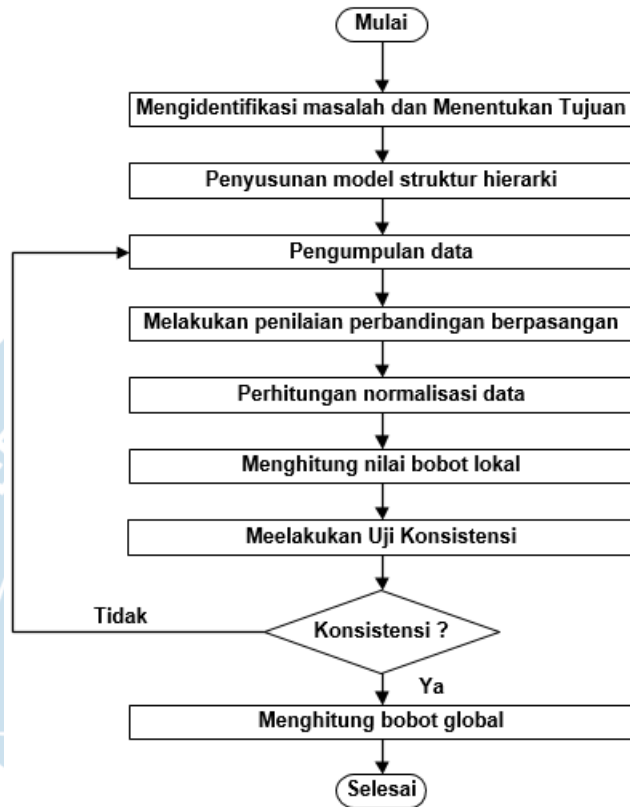 Mulai
Mengidentifikasi masalah dan Menentukan Tujuan
Penyusunan model struktur hierarki
Pengumpulan data
Melakukan penilaian perbandingan berpasangan
Perhitungan normalisasi data
Menghitung nilai bobot lokal
Meelakukan Uji Konsistensi
Tidak
Konsistensi ?
Ya
Menghitung bobot global
Selesai